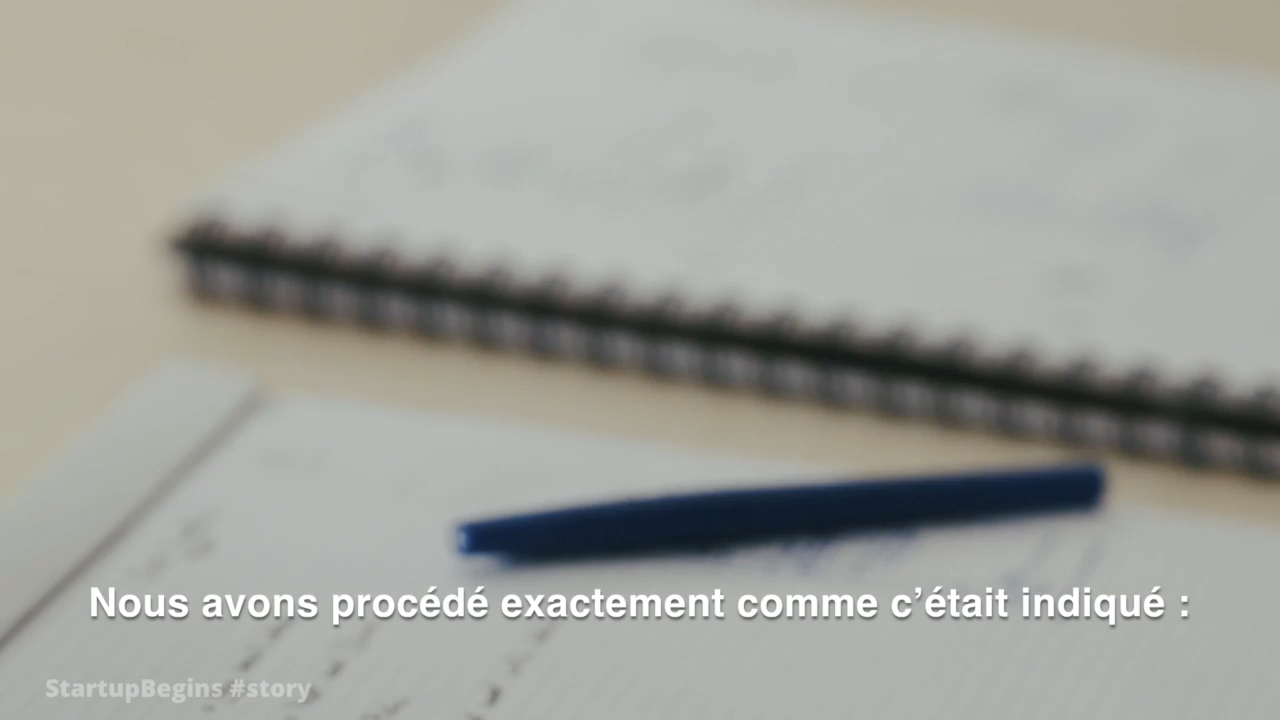 Nous avons procédé exactement comme c’était indiqué :
StartupBegins #story